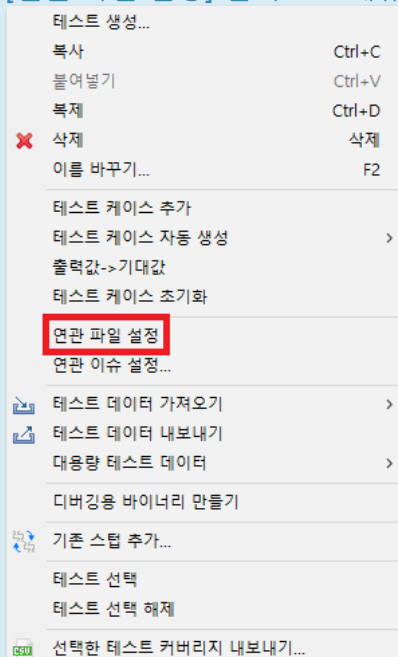 테스트 생성...
복사 Ctrl+C
붙여넣기 Ctrl+V
복제 Ctrl+D
삭제 삭제
이름 바꾸기... F2
테스트 케이스 추가
테스트 케이스 자동 생성 >
출력값->기대값
테스트 케이스 초기화
연관 파일 설정
연관 이슈 설정...
테스트 데이터 가져오기 >
테스트 데이터 내보내기
대용량 테스트 데이터 >
디버깅용 바이너리 만들기
기존 스텁 추가...
테스트 선택
테스트 선택 해제
CSV 선택한 테스트 커버리지 내보내기...